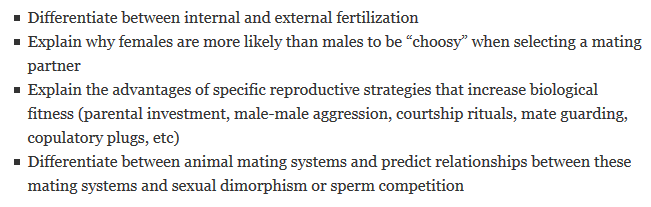 ▪ Differentiate between internal and external fertilization
▪ Explain why females are more likely than males to be “choosy” when selecting a mating
partner
▪ Explain the advantages of specific reproductive strategies that increase biological
fitness (parental investment, male-male aggression, courtship rituals, mate guarding,
copulatory plugs, etc)
▪ Differentiate between animal mating systems and predict relationships between these
mating systems and sexual dimorphism or sperm competition